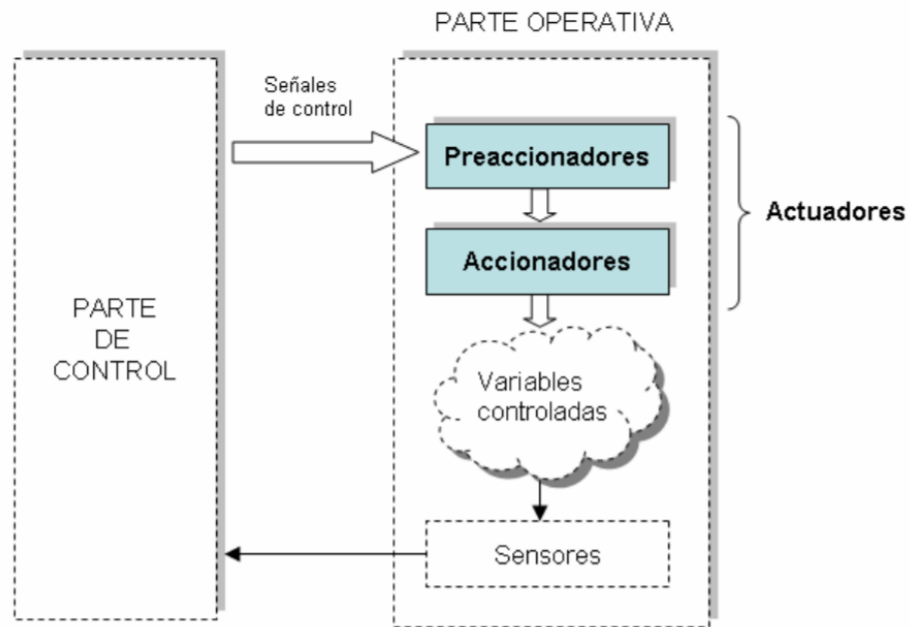 PARTE OPERATIVA
Señales
de control
Preaccionadores
Actuadores
Accionadores
PARTE
DE
CONTROL
Variables
controladas
Sensores